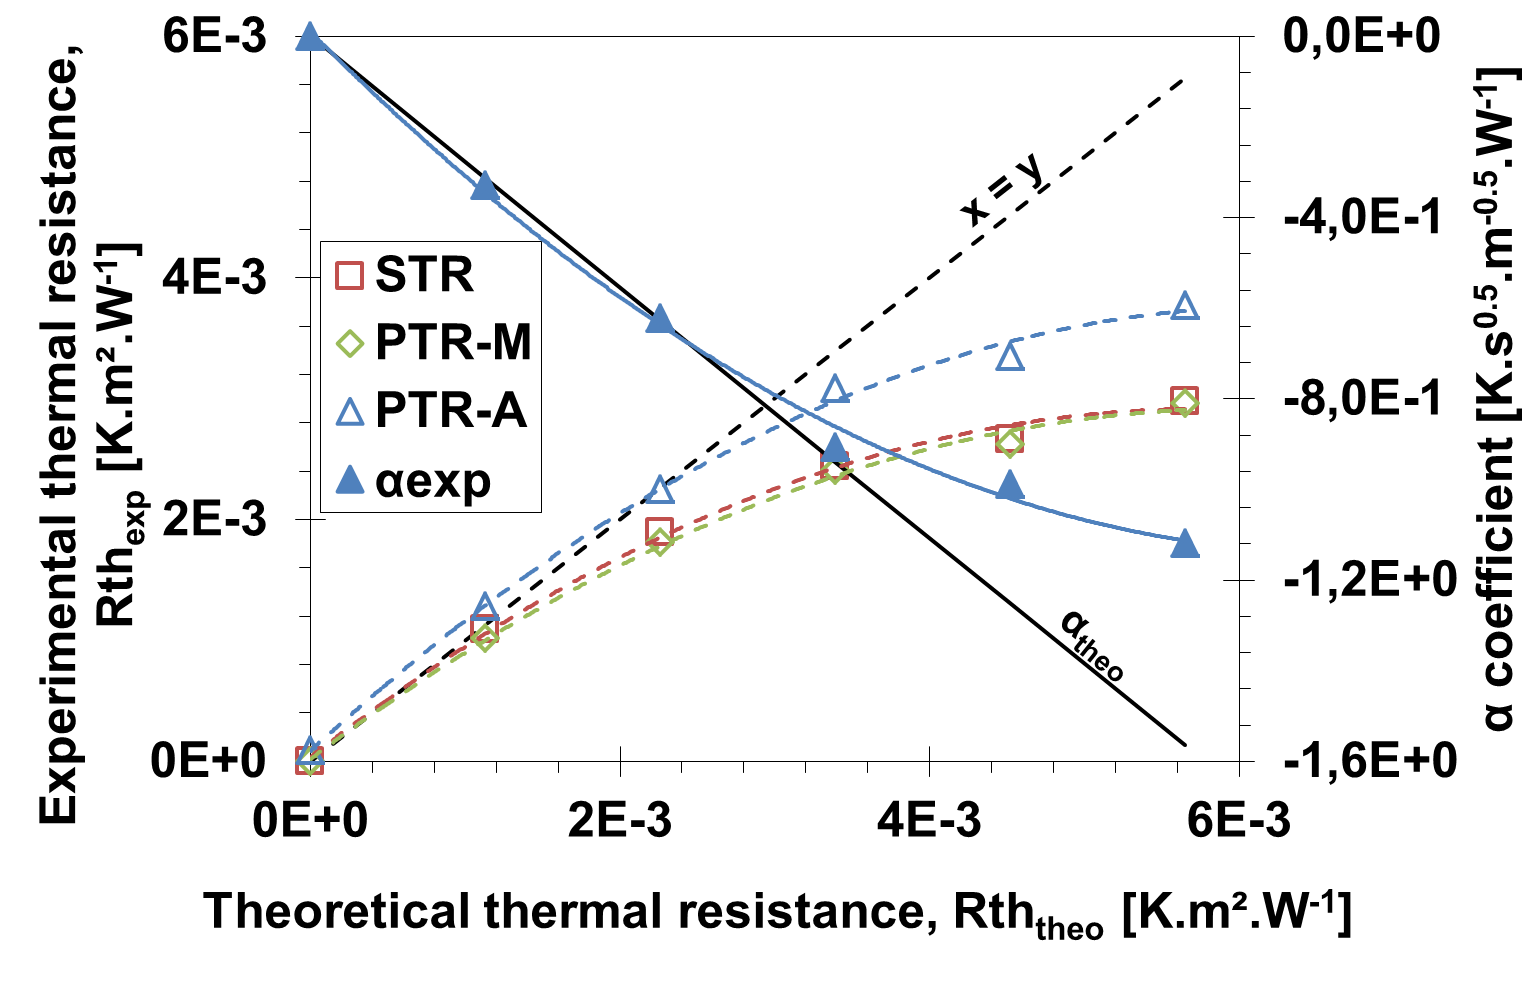 Experimental thermal resistance,
Rthexp [K.m².W-1]
6E-3
4E-3
2E-3
0E+0
STR
PTR-M
PTR-A
αexp
x = y
αtheo
0,0E+0
-4,0E-1
-8,0E-1
-1,2E+0
-1,6E+0
α coefficient [K.s0.5.m-0.5.W-1]
0E+0 2E-3 4E-3 6E-3
Theoretical thermal resistance, Rththeo [K.m².W-1]